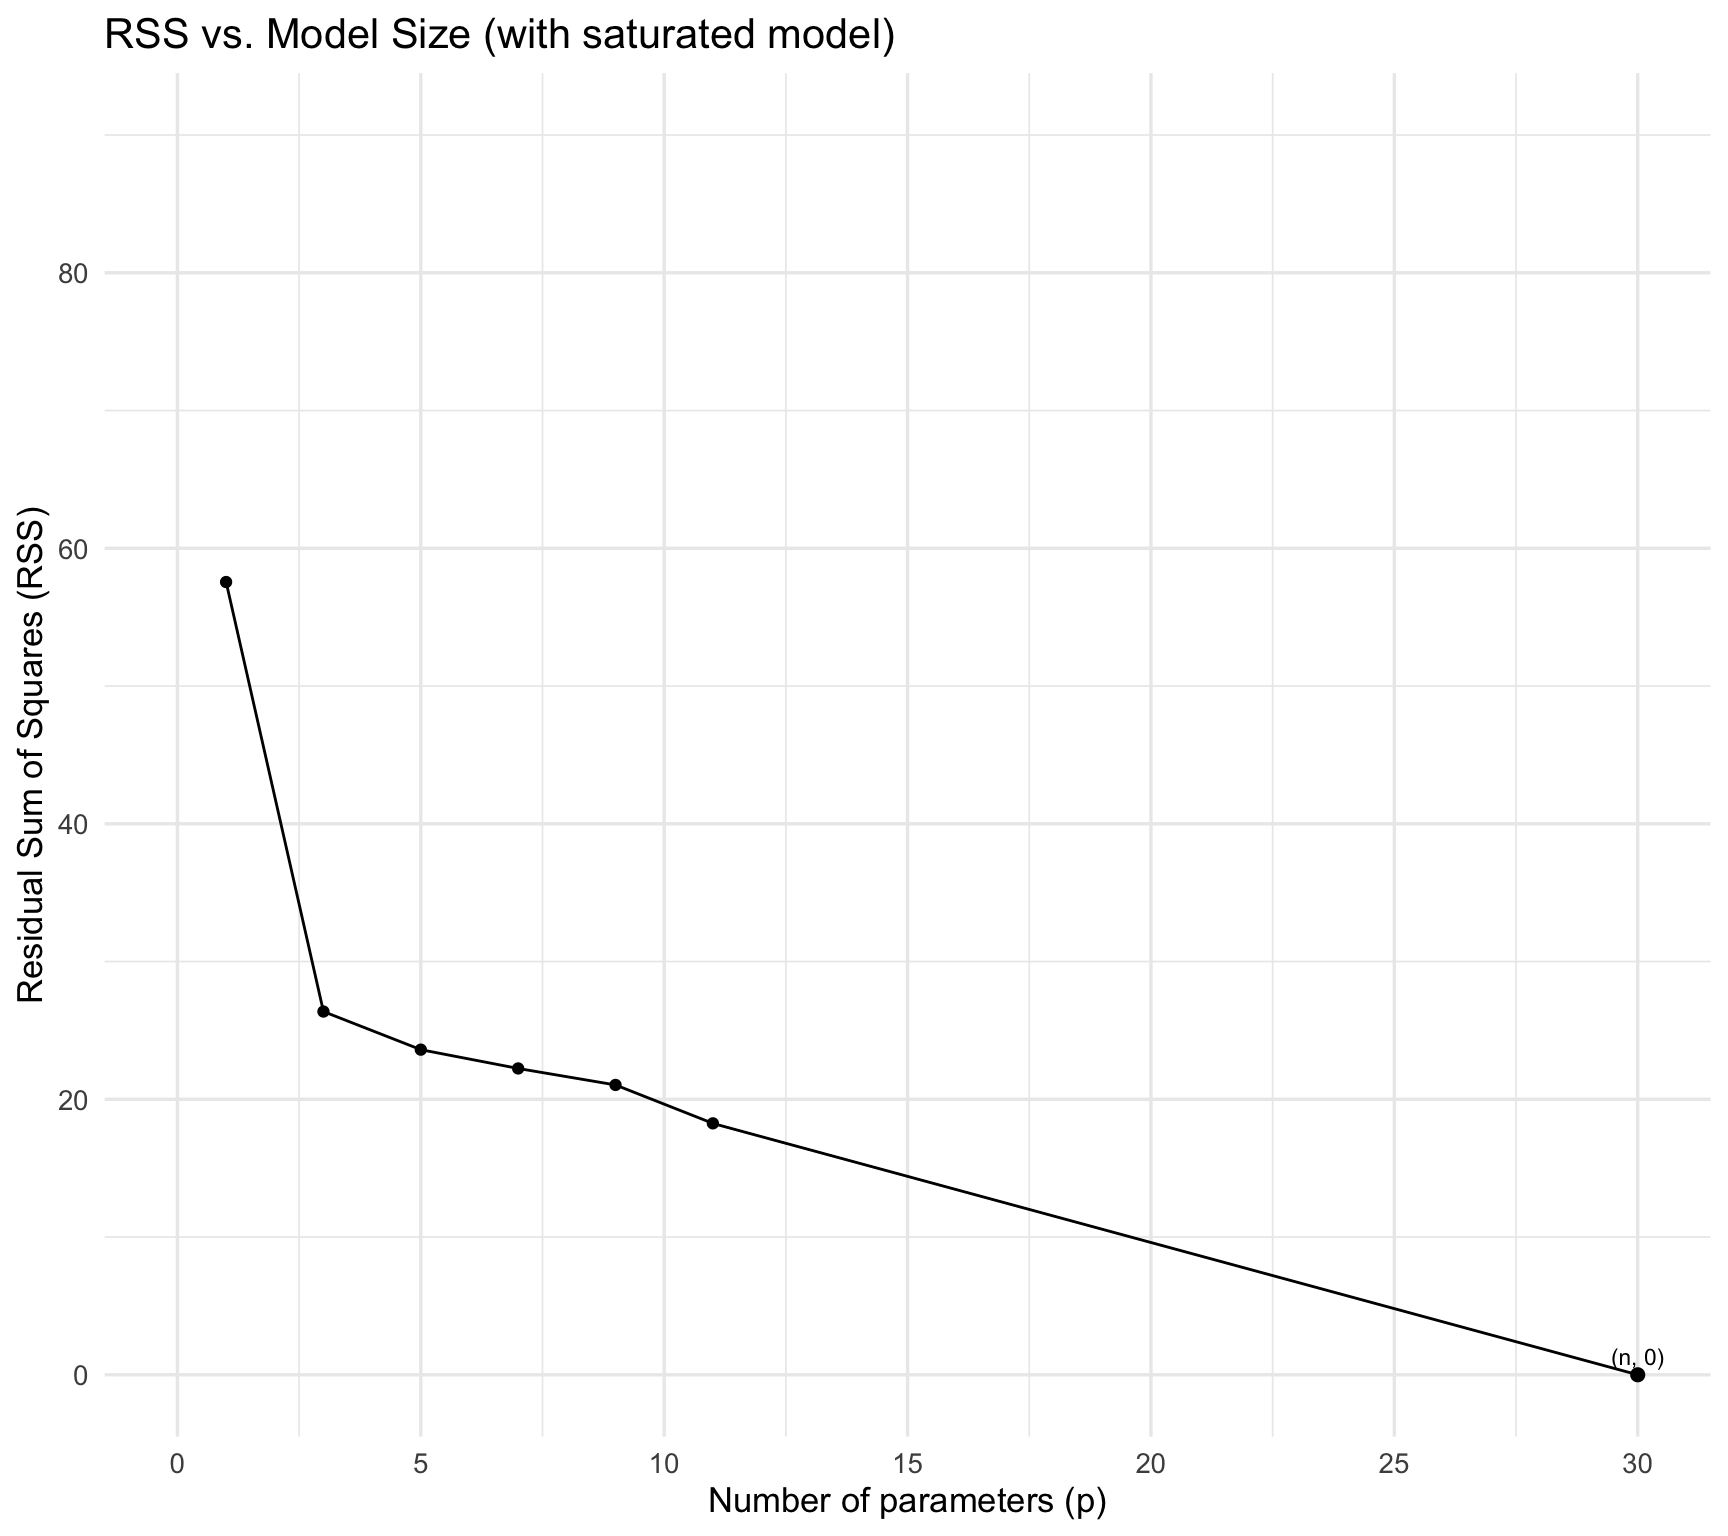 RSS vs. Model Size (with saturated model)
80
60
40
20
0
Residual Sum of Squares (RSS)
(n, 0)
0 5 10 15 20 25 30
Number of parameters (p)